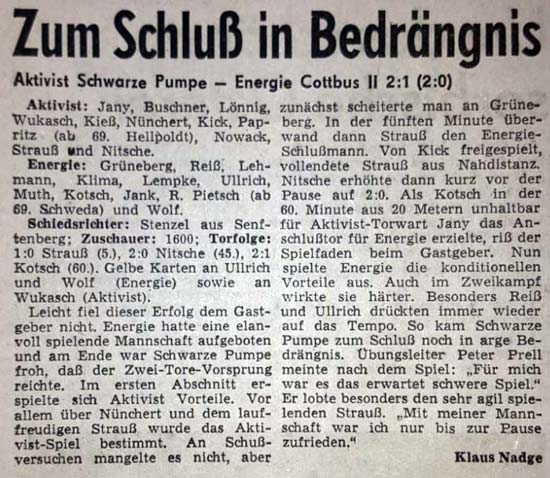 Zum Schluß in Bedrängnis
Aktivist Schwarze Pumpe – Energie Cottbus II 2:1 (2:0)
Aktivist: Jany, Buschner, Lönnig,
Wukasch, Kieß, Nünchert, Kick, Pap-
ritz (ab 69. Hellpoldt), Nowack,
Strauß und Nitsche.
Energie: Grüneberg, Reiß, Leh-
mann, Klima, Lempke, Ullrich,
Muth, Kotsch, Jank, R. Pietsch (ab
69. Schweda) und Wolf.
Schiedsrichter: Stenzel aus Senf-
tenberg; Zuschauer: 1600; Torfolge:
1:0 Strauß (5.), 2:0 Nitsche (45.), 2:1
Kotsch (60.). Gelbe Karten an Ullrich
und Wolf (Energie) sowie an
Wukasch (Aktivist).
Leicht fiel dieser Erfolg dem Gast-
geber nicht. Energie hatte eine elan-
voll spielende Mannschaft aufgeboten
und am Ende war Schwarze Pumpe
froh, daß der Zwei-Tore-Vorsprung
reichte. Im ersten Abschnitt er-
spielte sich Aktivist Vorteile. Vor
allem über Nünchert und dem lauf-
freudigen Strauß wurde das Akti-
vist-Spiel bestimmt. An Schuß-
versuchen mangelte es nicht, aber
zunächst scheiterte man an Grüne-
berg. In der fünften Minute über-
wand dann Strauß den Energie-
Schlußmann. Von Kick freigespielt,
vollendete Strauß aus Nahdistanz.
Nitsche erhöhte dann kurz vor der
Pause auf 2:0. Als Kotsch in der
60. Minute aus 20 Metern unhaltbar
für Aktivist-Torwart Jany das An-
schlußtor für Energie erzielte, riß der
Spielfaden beim Gastgeber. Nun
spielte Energie die konditionellen
Vorteile aus. Auch im Zweikampf
wirkte sie härter. Besonders Reiß
und Ullrich drückten immer wieder
auf das Tempo. So kam Schwarze
Pumpe zum Schluß noch in arge Be-
drängnis. Übungsleiter Peter Prell
meinte nach dem Spiel: „Für mich
war es das erwartet schwere Spiel.“
Er lobte besonders den sehr agil spie-
lenden Strauß. „Mit meiner Mann-
schaft war ich nur bis zur Pause
zufrieden.“
Klaus Nadge